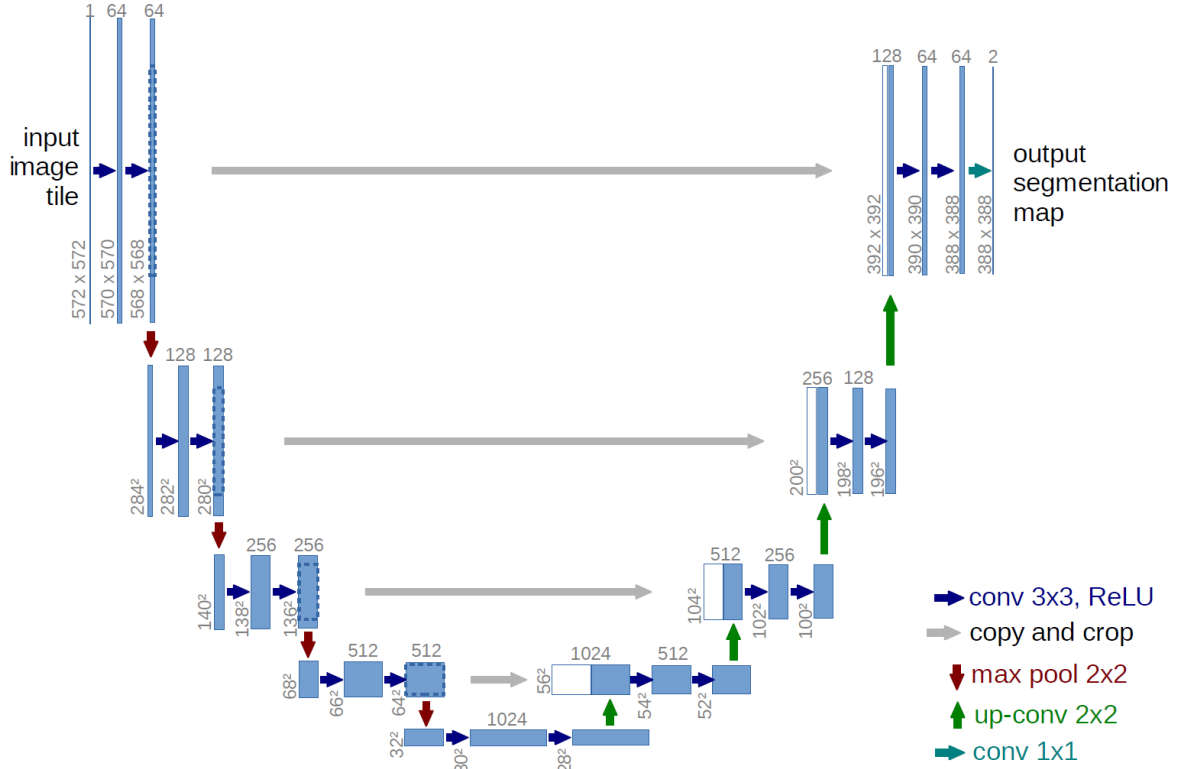 1 64 64
input
image
tile
572 x 572
570 x 570
568 x 568
128 64 64 2
output
segmentation
map
392 x 392
390 x 390
388 x 388
388 x 388
128 128
284²
282²
280²
256 128
200²
198²
196²
256 256
140²
138²
136²
512 256
104²
102²
100²
512 512
68²
66²
64²
1024 512
56²
54²
52²
1024
32²
30²
28²
conv 3x3, ReLU
copy and crop
max pool 2x2
up-conv 2x2
conv 1x1